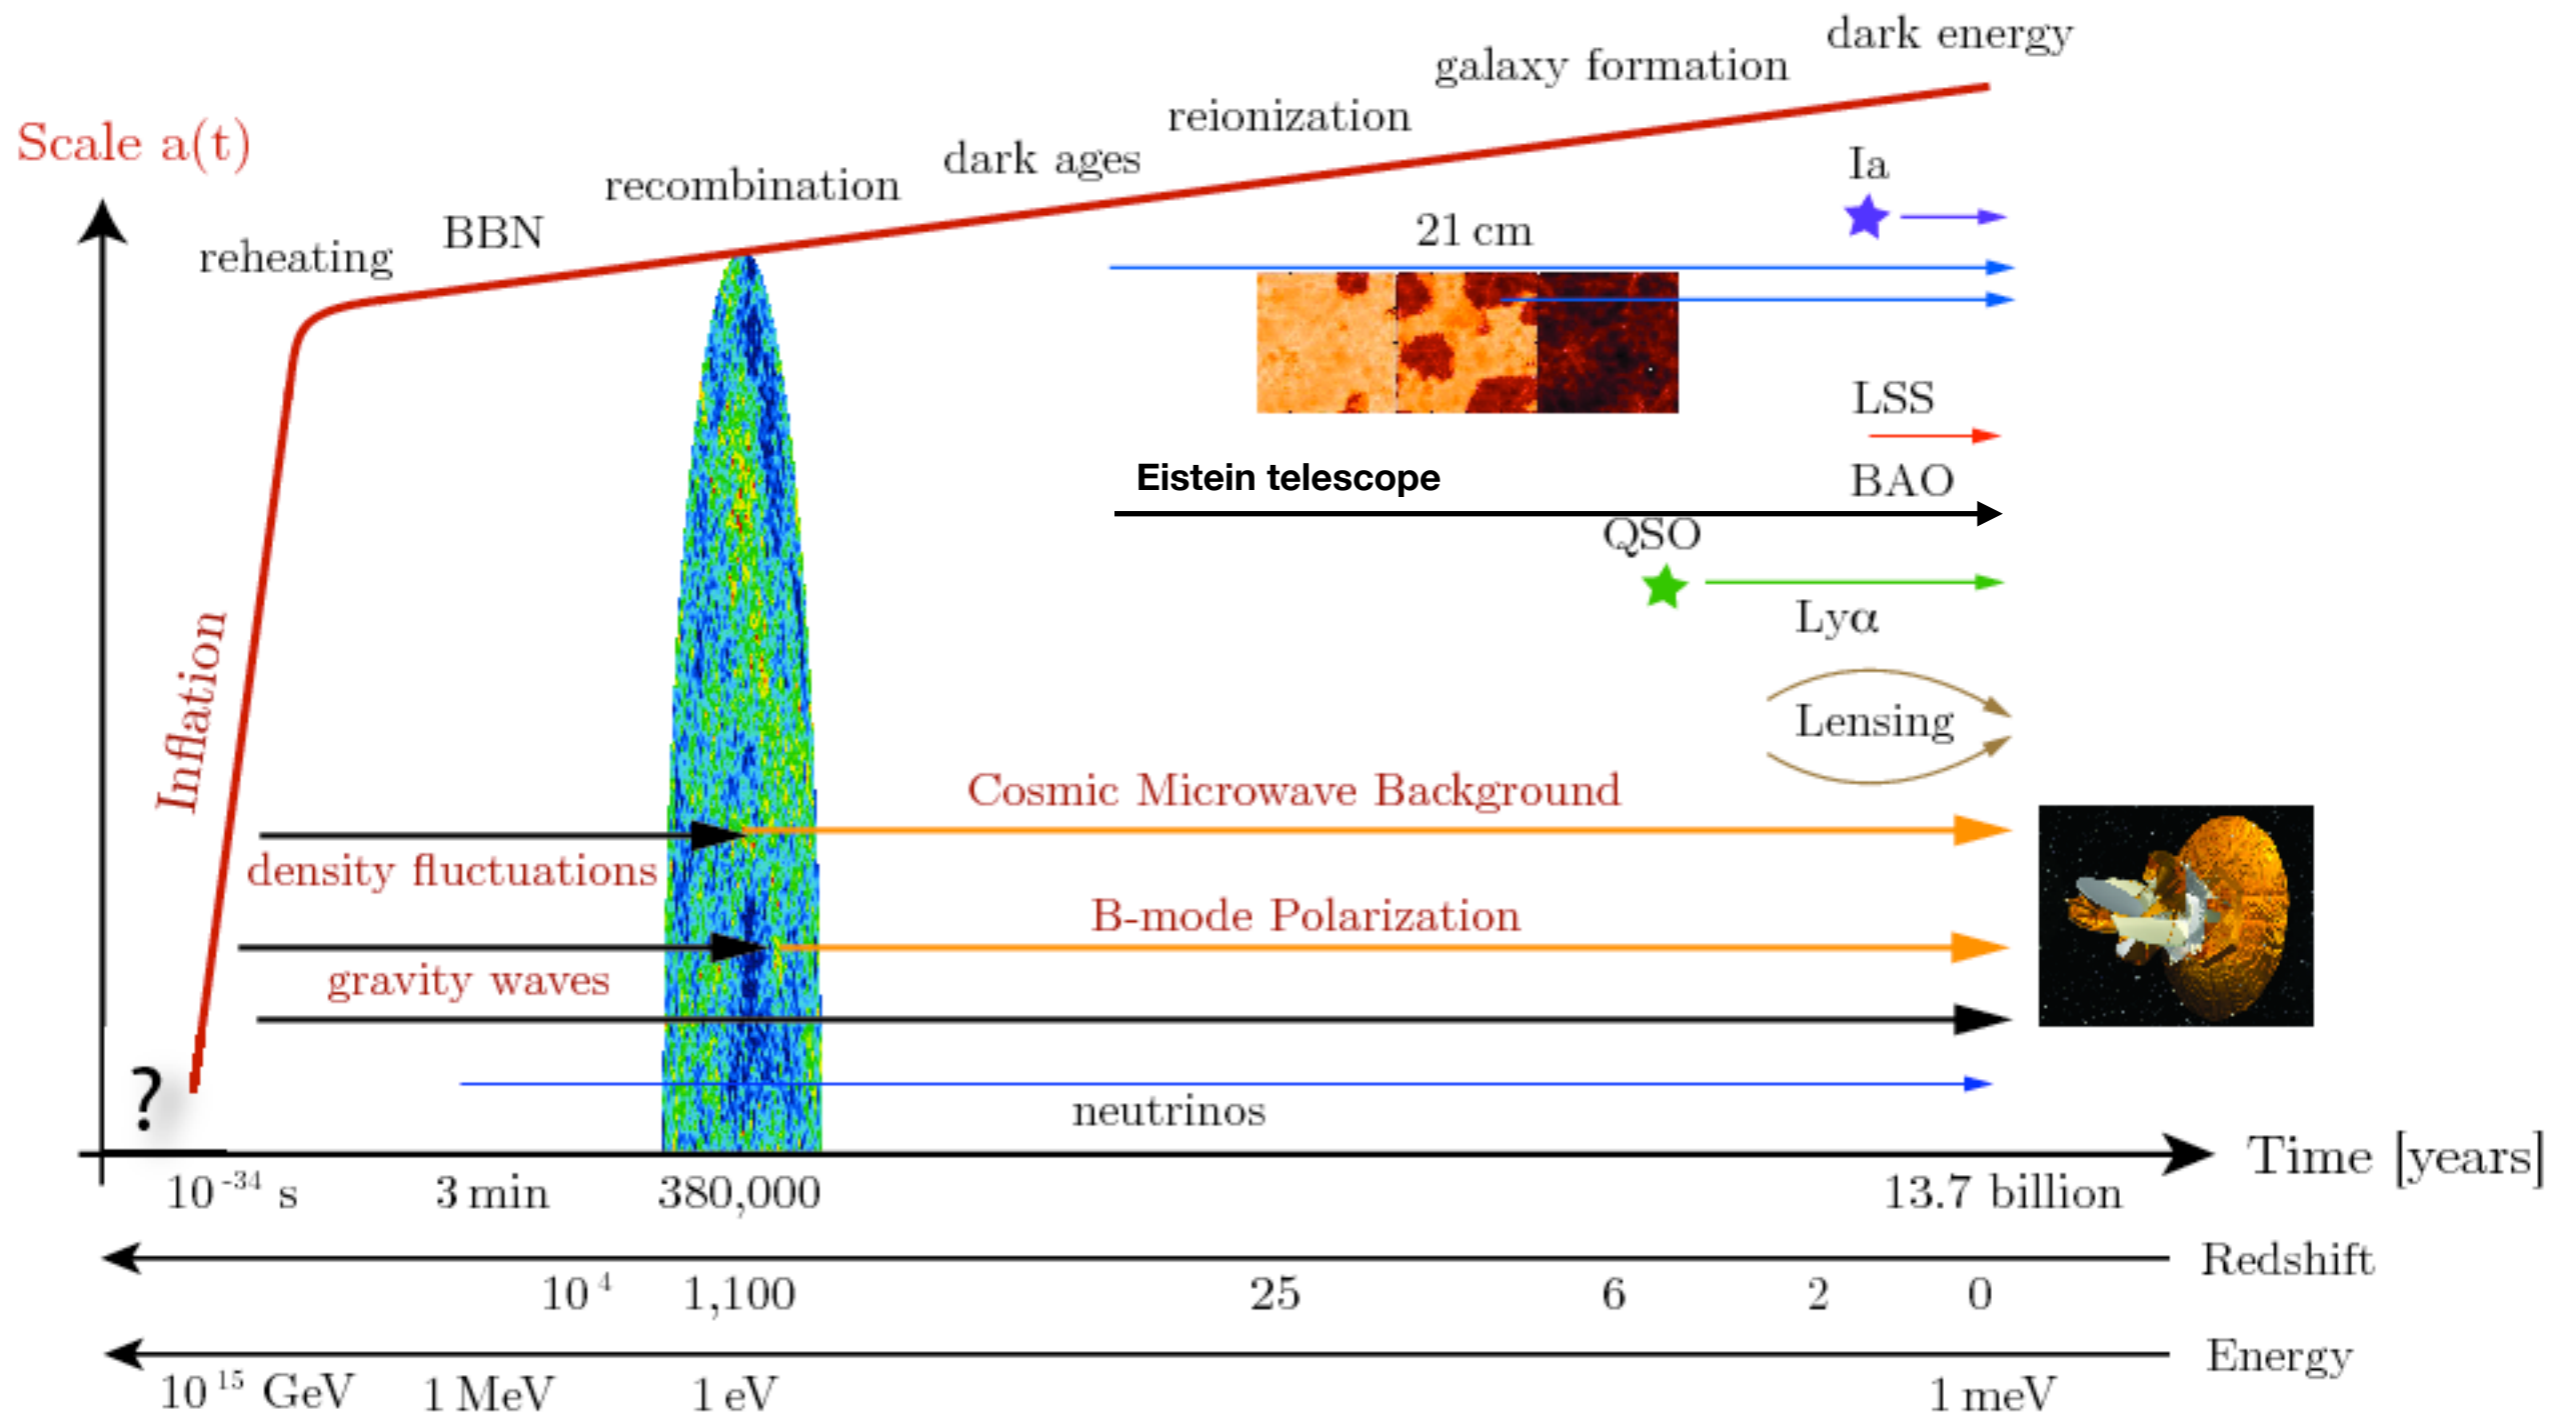 dark energy
galaxy formation
reionization
Scale a(t)
dark ages
recombination
BBN
reheating
Ia
21 cm
LSS
Eistein telescope
BAO
QSO
Lyα
Inflation
Lensing
Cosmic Microwave Background
density fluctuations
B-mode Polarization
gravity waves
?
neutrinos
Time [years]
10⁻³⁴ s 3 min 380,000 13.7 billion
Redshift
10⁴ 1,100 25 6 2 0
Energy
10¹⁵ GeV 1 MeV 1 eV 1 meV